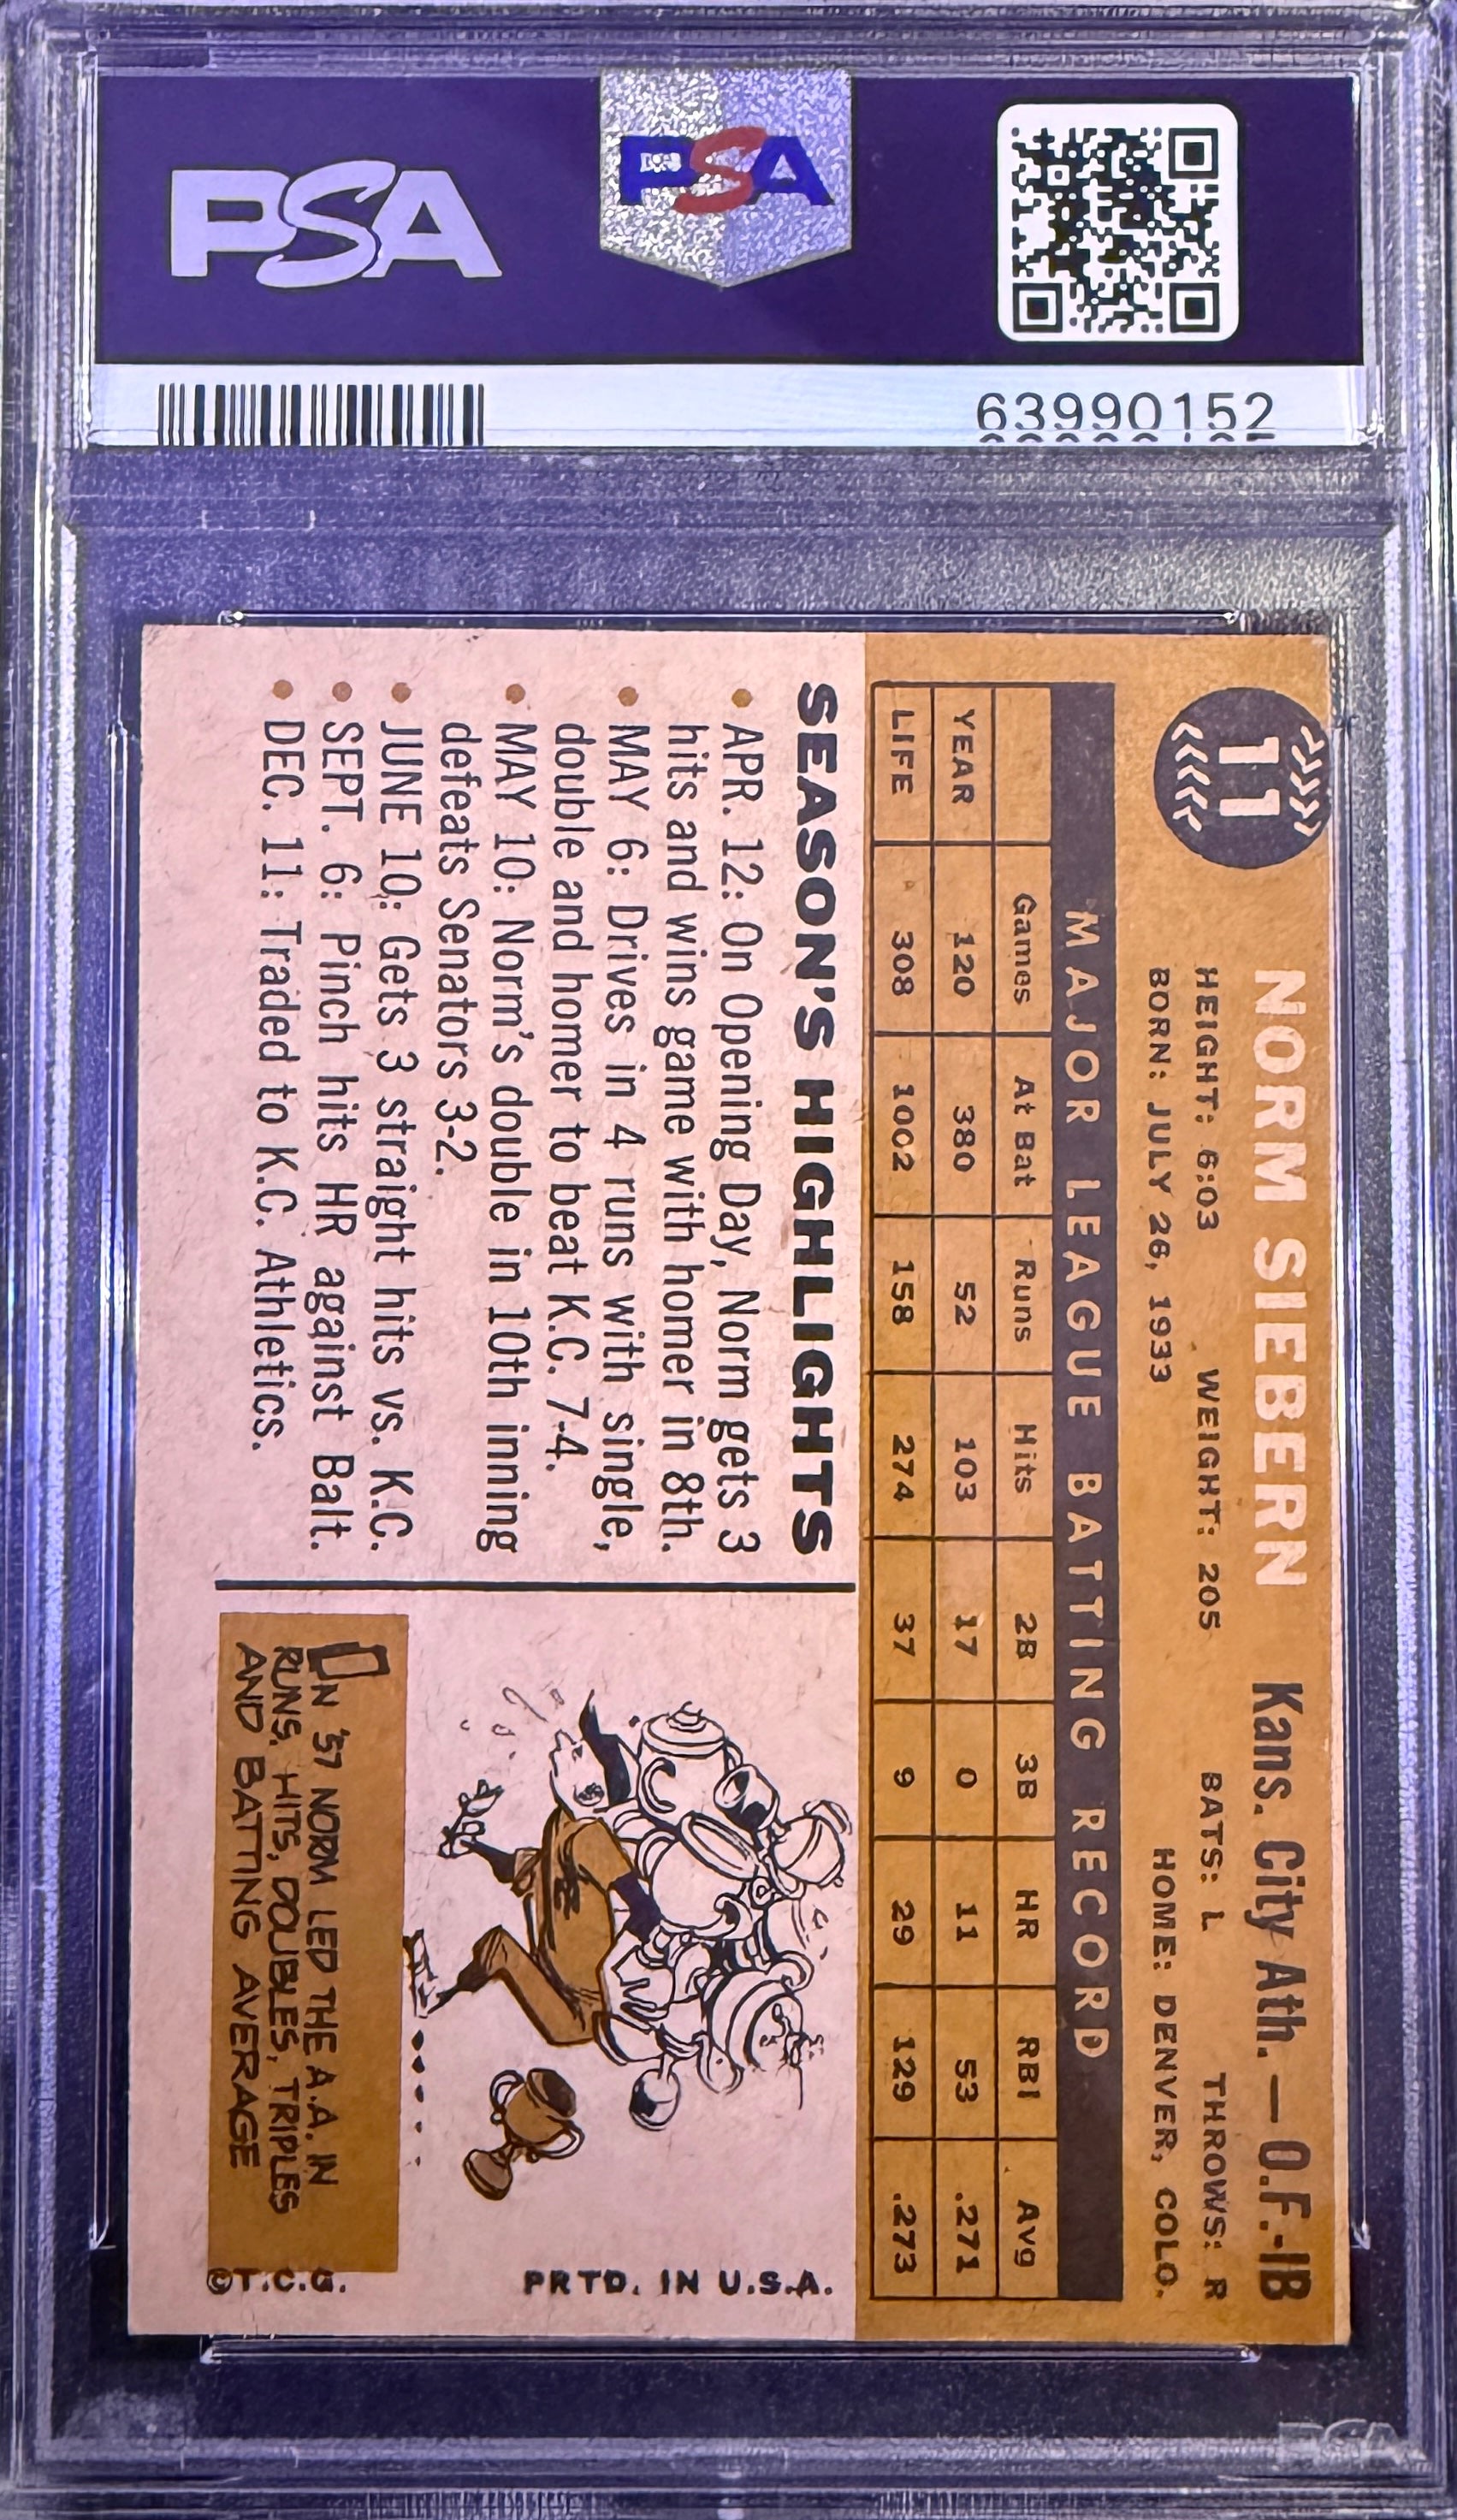 PSA
PSA
63990152
11
NORM SIEBERN Kans. City Ath. — O.F.-1B
HEIGHT: 6:03 WEIGHT: 205 BATS: L THROWS: R
BORN: JULY 26, 1933 HOME: DENVER, COLO.
MAJOR LEAGUE BATTING RECORD
Games At Bat Runs Hits 2B 3B HR RBI Avg
YEAR 120 380 52 103 17 0 11 53 .271
LIFE 308 1002 158 274 37 9 29 129 .273
SEASON'S HIGHLIGHTS
• APR. 12: On Opening Day, Norm gets 3
hits and wins game with homer in 8th.
• MAY 6: Drives in 4 runs with single,
double and homer to beat K.C. 7-4.
• MAY 10: Norm's double in 10th inning
defeats Senators 3-2.
• JUNE 10: Gets 3 straight hits vs. K.C.
• SEPT. 6: Pinch hits HR against Balt.
• DEC. 11: Traded to K.C. Athletics.
IN '57 NORM LED THE A.A. IN
RUNS, HITS, DOUBLES, TRIPLES
AND BATTING AVERAGE
PRTD. IN U.S.A.
©T.C.G.
PSA